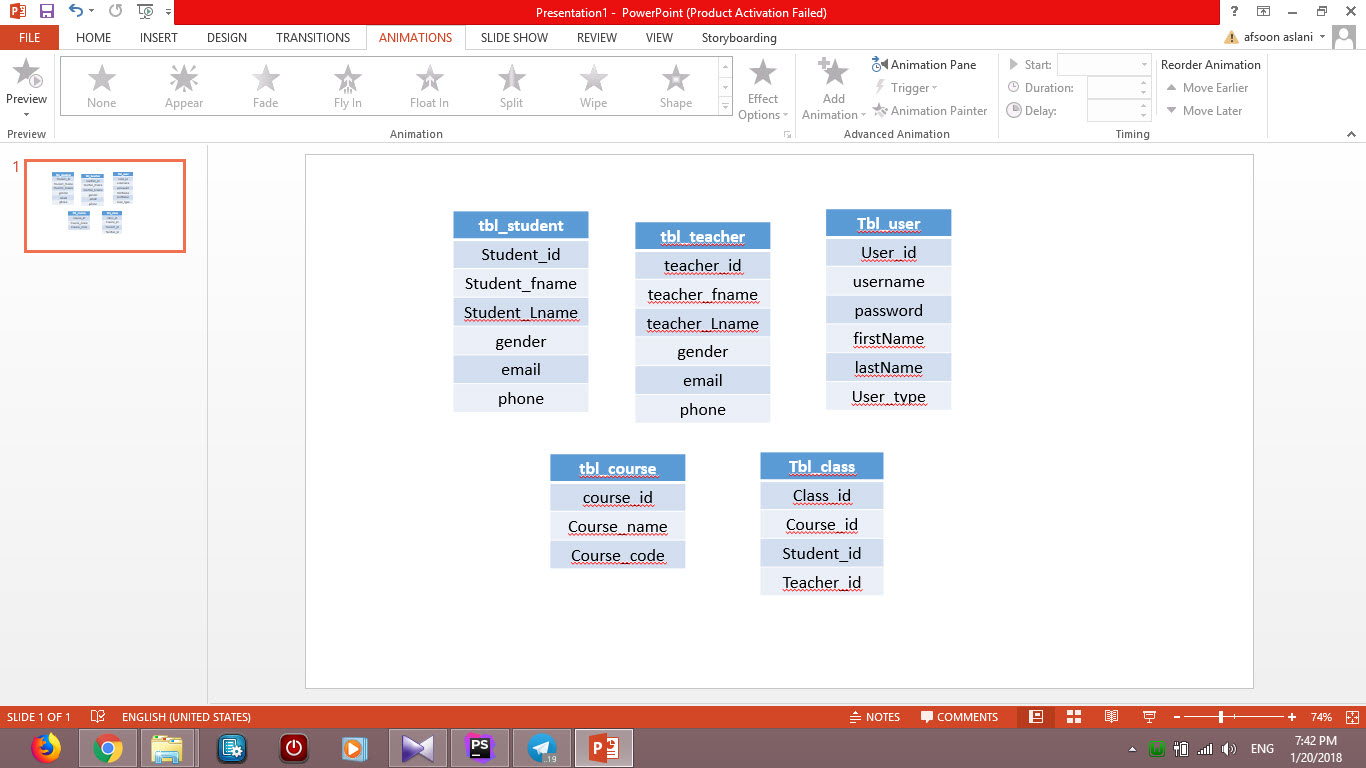 Presentation1 - PowerPoint (Product Activation Failed)
?
FILE HOME INSERT DESIGN TRANSITIONS ANIMATIONS SLIDE SHOW REVIEW VIEW Storyboarding afsoon aslani
Preview
None Appear Fade Fly In Float In Split Wipe Shape
Effect Options
Add Animation
Animation Pane
Trigger
Animation Painter
Start:
Duration:
Delay:
Reorder Animation
Move Earlier
Move Later
Preview Animation Advanced Animation Timing
1
tbl_student
Student_id
Student_fname
Student_Lname
gender
email
phone
tbl_teacher
teacher_id
teacher_fname
teacher_Lname
gender
email
phone
Tbl_user
User_id
username
password
firstName
lastName
User_type
tbl_course
course_id
Course_name
Course_code
Tbl_class
Class_id
Course_id
Student_id
Teacher_id
SLIDE 1 OF 1 ENGLISH (UNITED STATES) NOTES COMMENTS 74%
PS
19
ENG
7:42 PM
1/20/2018